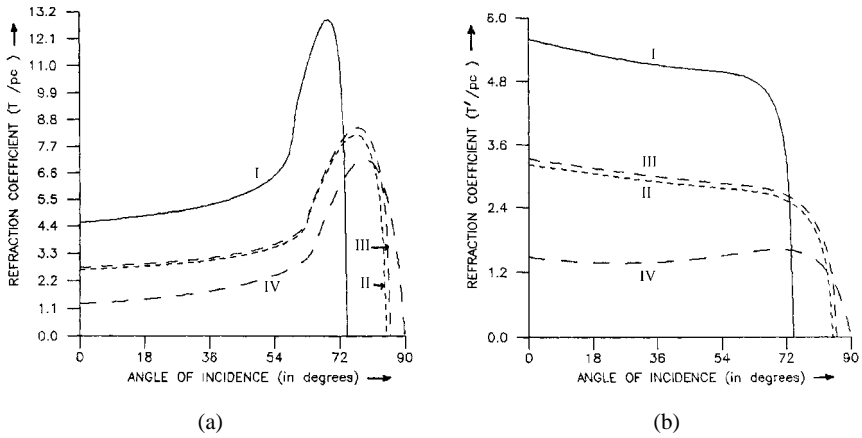 REFRACTION COEFFICIENT (T /pc )
13.2
12.1
11.0
9.9
8.8
7.7
6.6
5.5
4.4
3.3
2.2
1.1
0.0
I
III
II
IV
0 18 36 54 72 90
ANGLE OF INCIDENCE (in degrees)
(a)
REFRACTION COEFFICIENT (T'/pc )
6.0
4.8
3.6
2.4
1.2
0.0
I
III
II
IV
0 18 36 54 72 90
ANGLE OF INCIDENCE (in degrees)
(b)